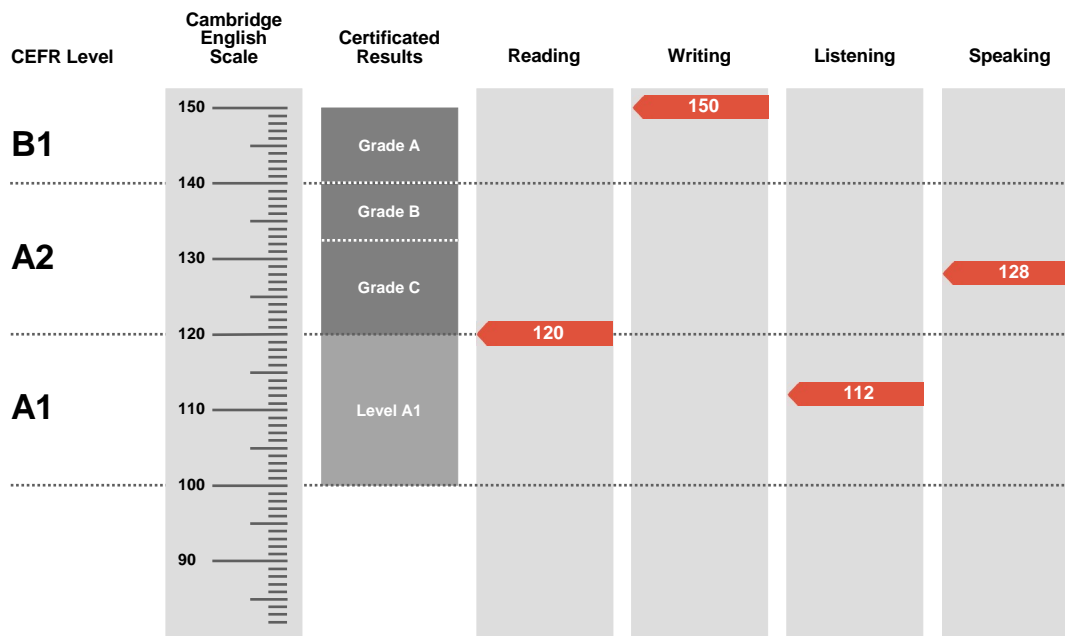 CEFR Level
Cambridge
English
Scale
Certificated
Results
Reading
Writing
Listening
Speaking
150
150
B1
Grade A
140
Grade B
A2
130
128
Grade C
120
120
A1
112
110
Level A1
100
90